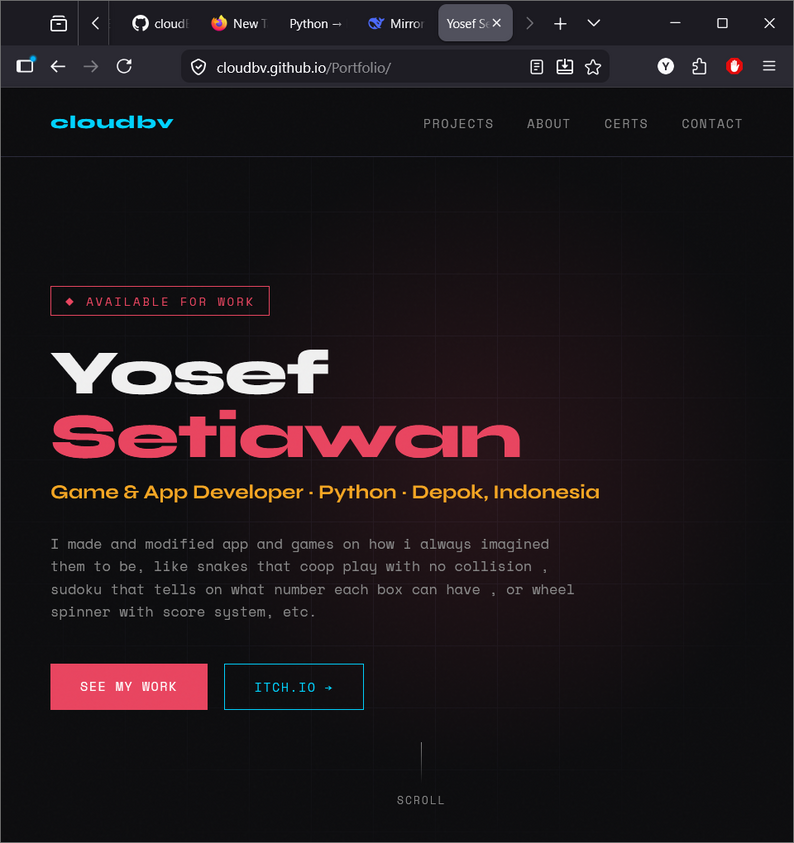 cloud
New T
Python →
Mirror
Yosef Se
cloudbv.github.io/Portfolio/
Y
cloudbv
PROJECTS ABOUT CERTS CONTACT
◆ AVAILABLE FOR WORK
Yosef
Setiawan
Game & App Developer · Python · Depok, Indonesia
I made and modified app and games on how i always imagined
them to be, like snakes that coop play with no collision ,
sudoku that tells on what number each box can have , or wheel
spinner with score system, etc.
SEE MY WORK ITCH.IO →
SCROLL